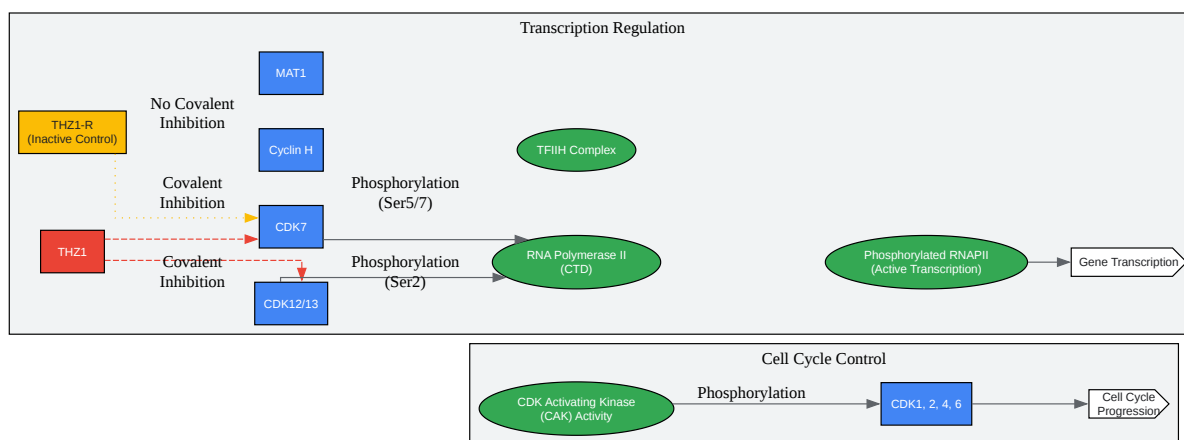 Transcription Regulation
MAT1
No Covalent
Inhibition
THZ1-R
(Inactive Control)
Cyclin H
TFIIH Complex
Covalent
Inhibition
Phosphorylation
(Ser5/7)
CDK7
THZ1
Covalent
Inhibition
Phosphorylation
(Ser2)
RNA Polymerase II
(CTD)
Phosphorylated RNAPII
(Active Transcription)
Gene Transcription
CDK12/13
Cell Cycle Control
CDK Activating Kinase
(CAK) Activity
Phosphorylation
CDK1, 2, 4, 6
Cell Cycle
Progression